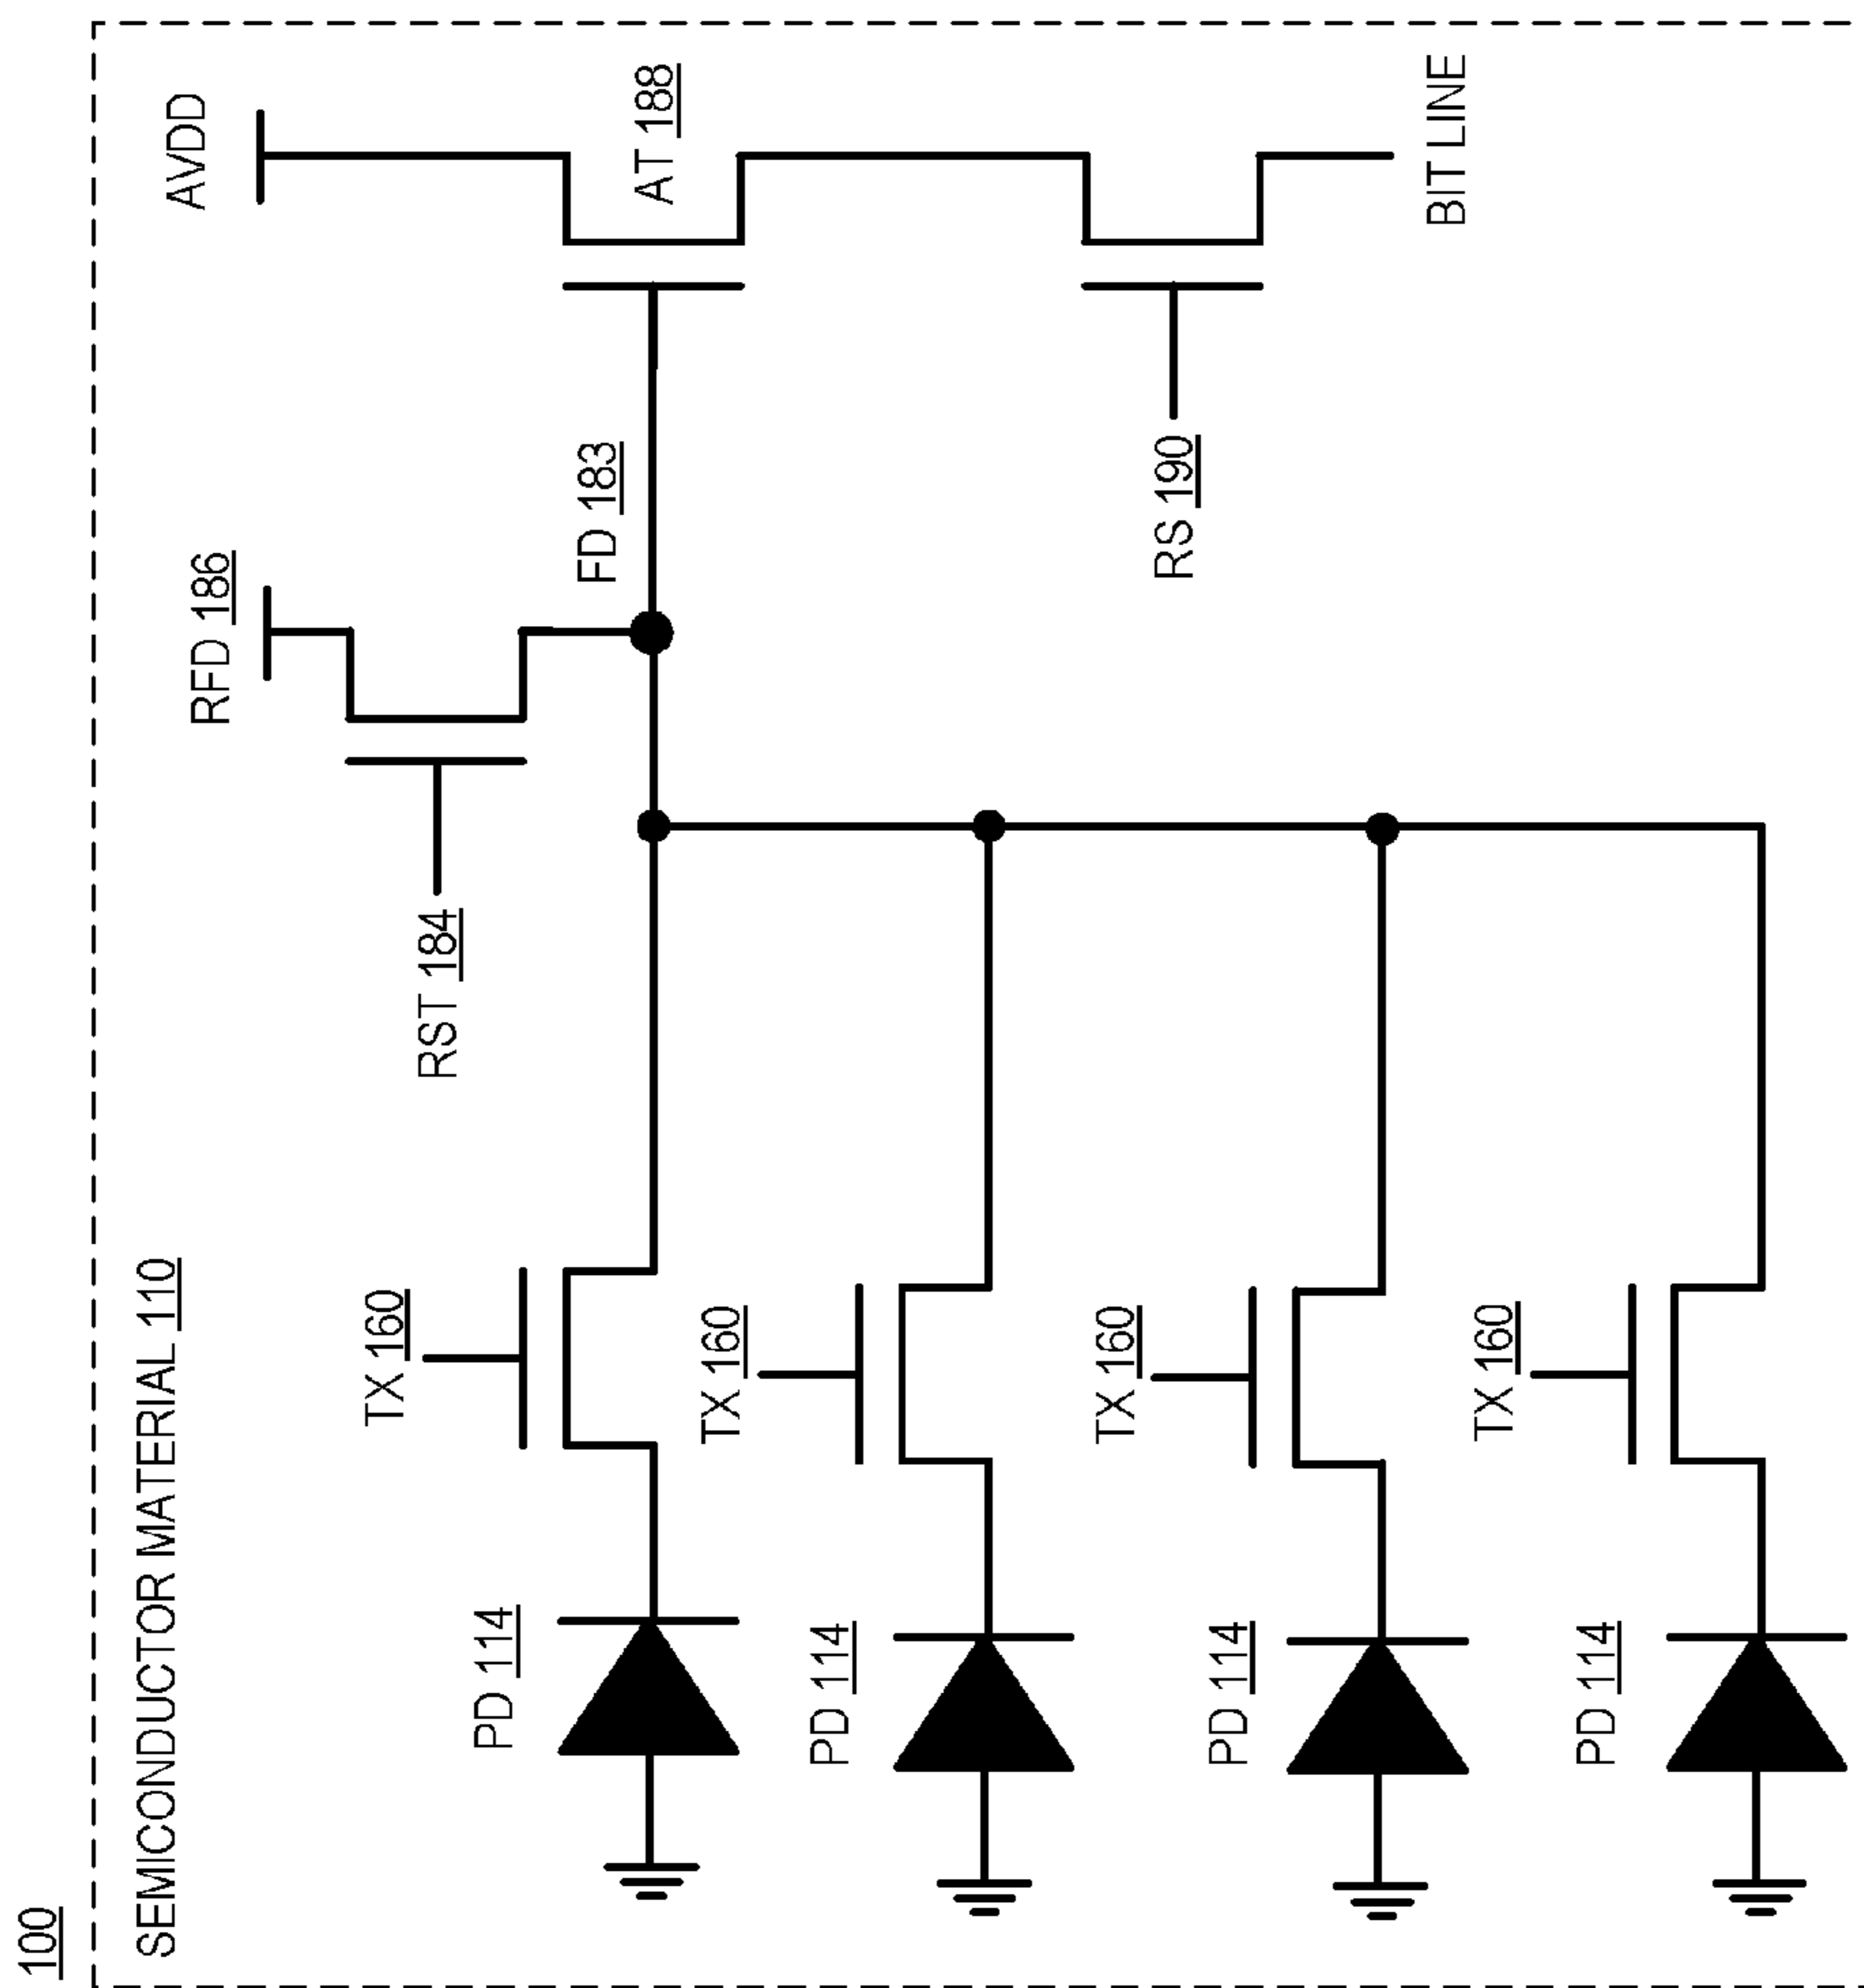 100
SEMICONDUCTOR MATERIAL 110
AVDD
RFD 186
RST 184
AT 188
FD 183
TX 160
PD 114
TX 160
PD 114
RS 190
TX 160
PD 114
BIT LINE
TX 160
PD 114